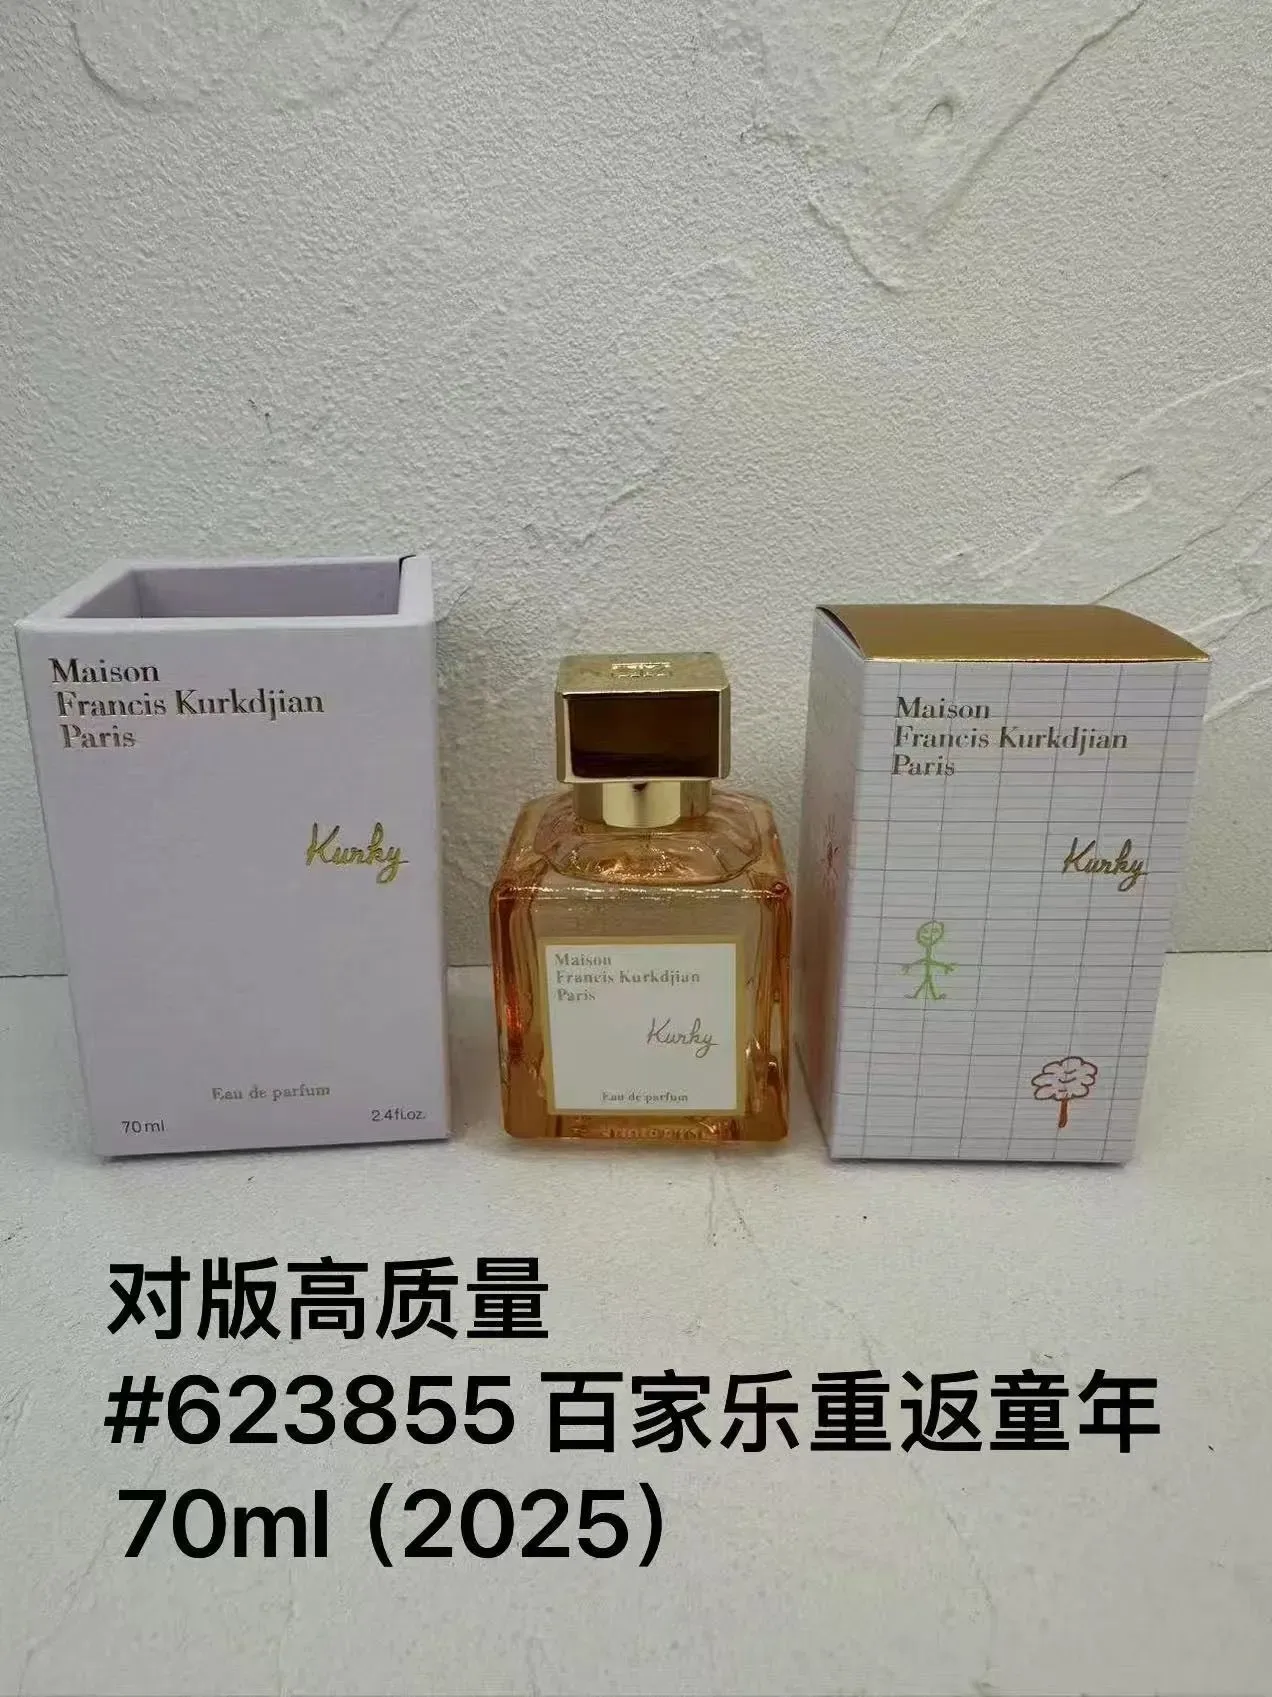 Maison
Francis Kurkdjian
Paris
Kurky
Eau de parfum
70 ml
2.4fl.oz.
Maison
Francis Kurkdjian
Paris
Kurky
Eau de parfum
Maison
Francis Kurkdjian
Paris
Kurky
对版高质量
#623855 百家乐重返童年
70ml（2025）